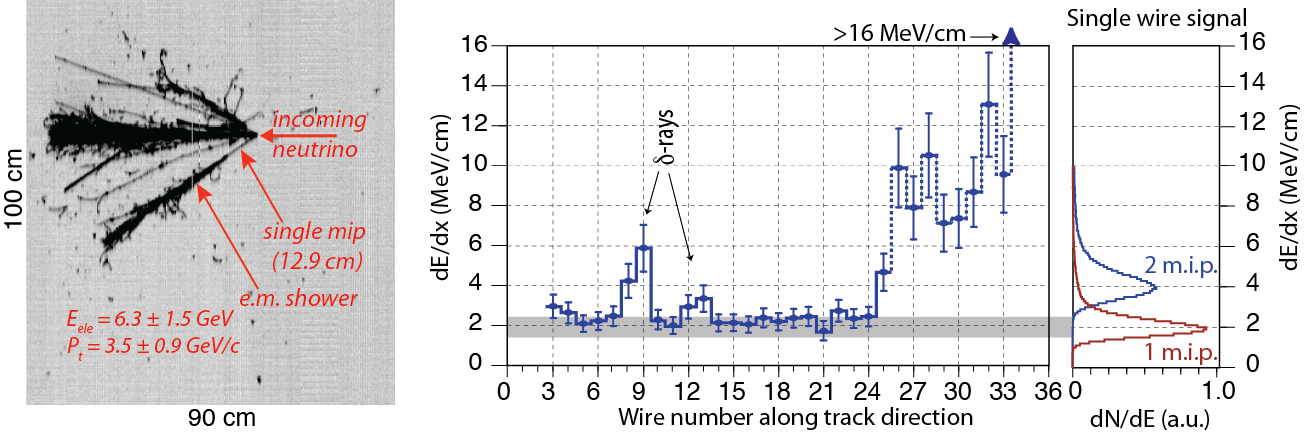 100 cm
90 cm
incoming
neutrino
single mip
(12.9 cm)
e.m. shower
E_ele = 6.3 ± 1.5 GeV
P_t = 3.5 ± 0.9 GeV/c
>16 MeV/cm
δ-rays
dE/dx (MeV/cm)
16
14
12
10
8
6
4
2
0
0 3 6 9 12 15 18 21 24 27 30 33 36
Wire number along track direction
Single wire signal
16
14
12
10
8
6
4
2
0
dE/dx (MeV/cm)
2 m.i.p.
1 m.i.p.
0 1.0
dN/dE (a.u.)